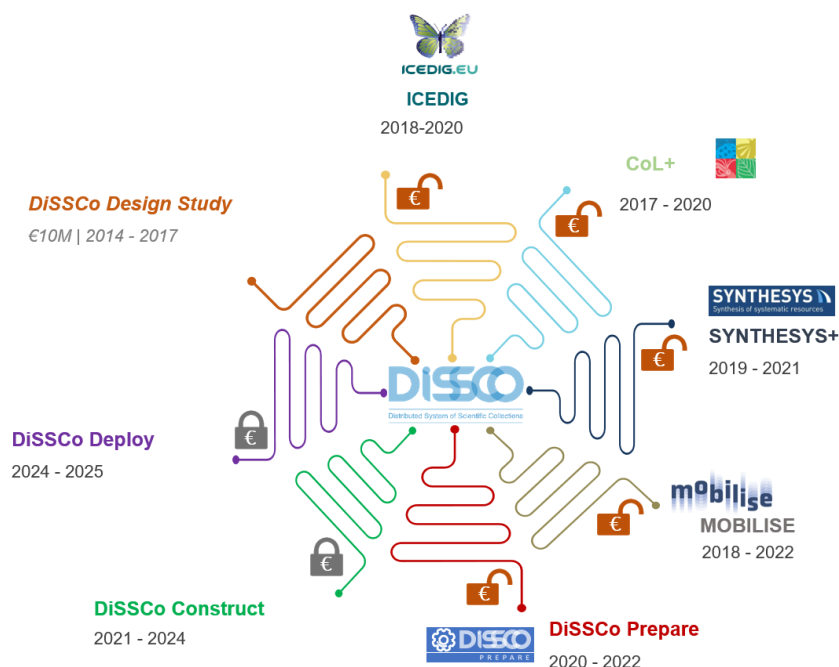 ICEDIG.EU
ICEDIG
2018-2020
CoL+
2017 - 2020
DiSSCo Design Study
€10M | 2014 - 2017
€
€
SYNTHESYS
Synthesis of systematic resources
SYNTHESYS+
2019 - 2021
€
DiSSCo
Distributed System of Scientific Collections
DiSSCo Deploy
2024 - 2025
€
mobilise
MOBILISE
2018 - 2022
€
€
DiSSCo Construct
2021 - 2024
€
DiSSCo
PREPARE
DiSSCo Prepare
2020 - 2022